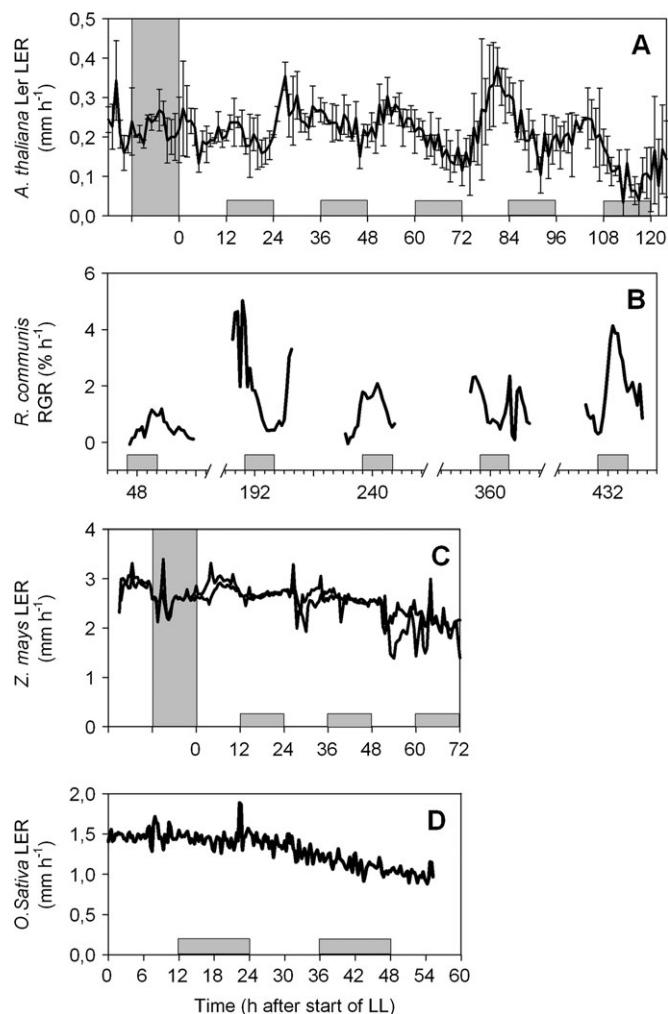 A
A. thaliana Ler LER
(mm h⁻¹)
0,5
0,4
0,3
0,2
0,1
0,0
0 12 24 36 48 60 72 84 96 108 120
B
R. communis
RGR (% h⁻¹)
6
4
2
0
48 192 240 360 432
C
Z. mays LER
(mm h⁻¹)
4
3
2
1
0
0 12 24 36 48 60 72
D
O.Sativa LER
(mm h⁻¹)
2,0
1,5
1,0
0,5
0,0
0 6 12 18 24 30 36 42 48 54 60
Time (h after start of LL)